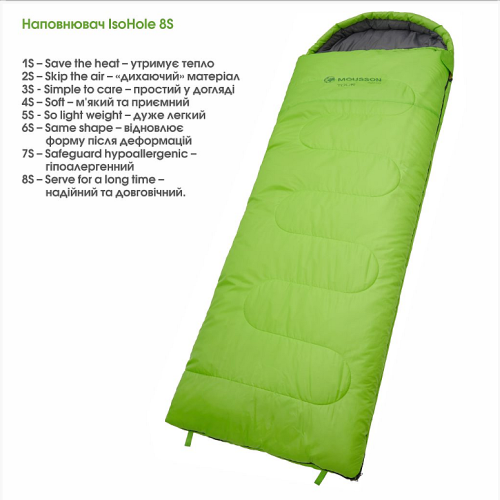 Наповнювач IsoHole 8S
1S – Save the heat – утримує тепло
2S – Skip the air – «дихаючий» матеріал
3S - Simple to care – простий у догляді
4S – Soft – м'який та приємний
5S - So light weight – дуже легкий
6S – Same shape – відновлює
форму після деформацій
7S – Safeguard hypoallergenic –
гіпоалергенний
8S – Serve for a long time –
надійний та довговічний.
MOUSSON